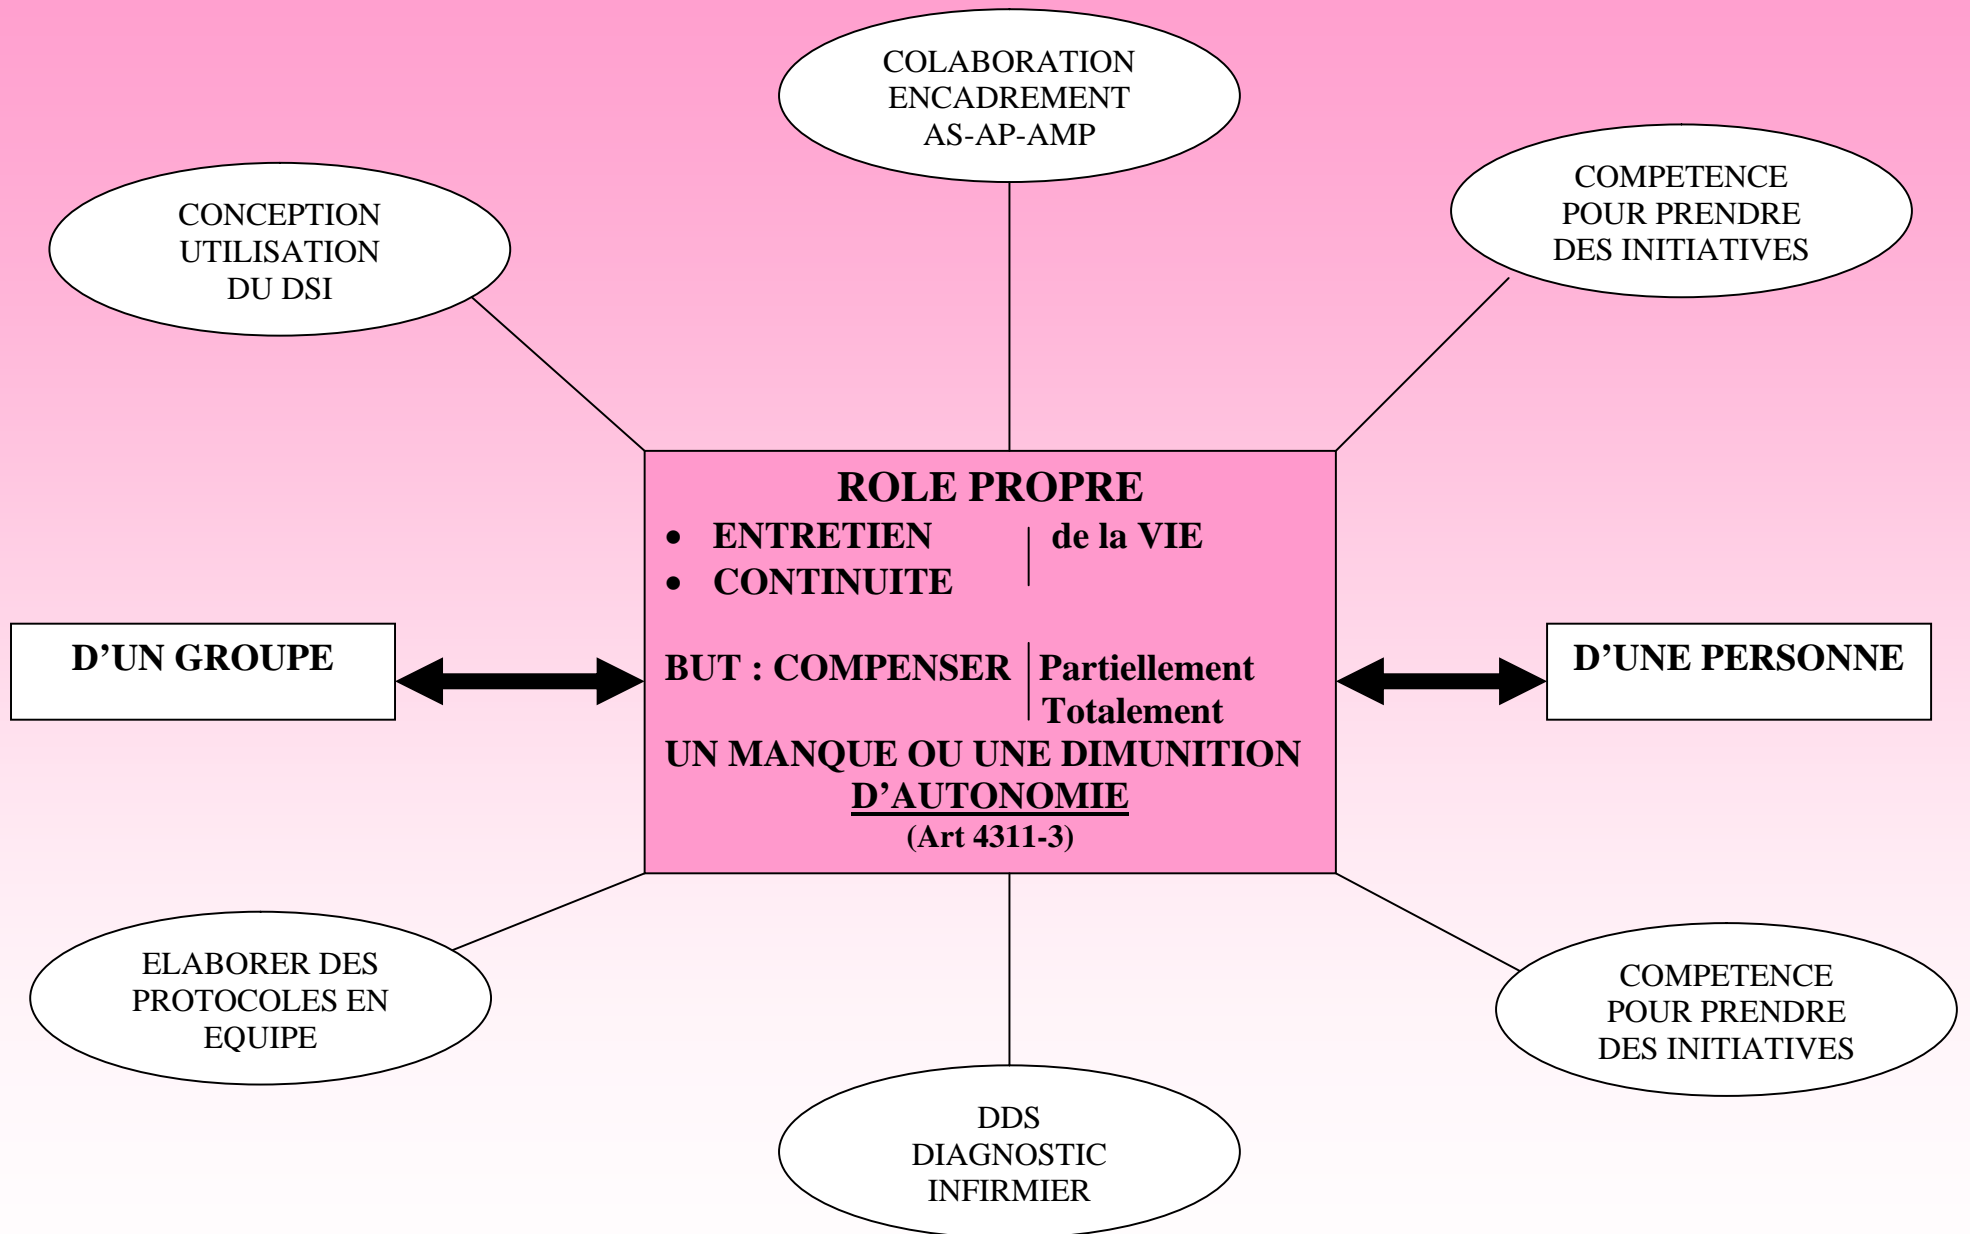 COLABORATION
ENCADREMENT
AS-AP-AMP
CONCEPTION
UTILISATION
DU DSI
COMPETENCE
POUR PRENDRE
DES INITIATIVES
ROLE PROPRE
• ENTRETIEN de la VIE
• CONTINUITE
BUT : COMPENSER Partiellement
Totalement
UN MANQUE OU UNE DIMUNITION
D’AUTONOMIE
(Art 4311-3)
D’UN GROUPE
D’UNE PERSONNE
ELABORER DES
PROTOCOLES EN
EQUIPE
DDS
DIAGNOSTIC
INFIRMIER
COMPETENCE
POUR PRENDRE
DES INITIATIVES